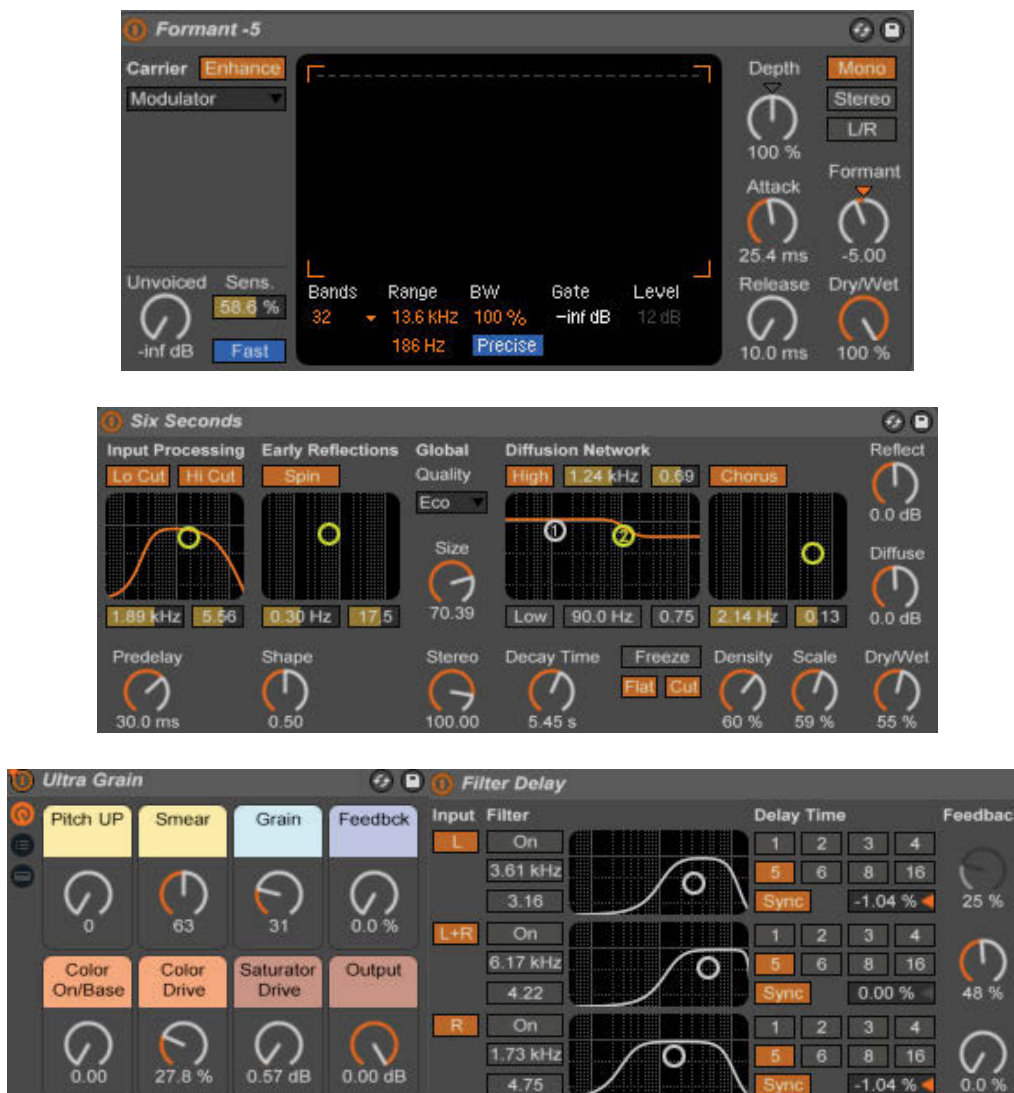 Formant -5
Carrier Enhance
Modulator
Depth Mono
Stereo
L/R
100 %
Attack Formant
25.4 ms -5.00
Unvoiced Sens.
58.6 %
-inf dB Fast
Bands Range BW Gate Level
32 13.6 kHz 100 % -inf dB 12 dB
186 Hz Precise
Release Dry/Wet
10.0 ms 100 %
Six Seconds
Input Processing Early Reflections Global Diffusion Network Reflect
Lo Cut Hi Cut Spin Quality High 1.24 kHz 0.69 Chorus
Eco
0.0 dB
1 2
Size Diffuse
1.89 kHz 5.56 0.30 Hz 17.5 70.39 Low 90.0 Hz 0.75 2.14 Hz 0.13 0.0 dB
Predelay Shape Stereo Decay Time Freeze Density Scale Dry/Wet
Flat Cut
30.0 ms 0.50 100.00 5.45 s 60 % 59 % 55 %
Ultra Grain
Pitch UP Smear Grain Feedbck
0 63 31 0.0 %
Color On/Base Color Drive Saturator Drive Output
0.00 27.8 % 0.57 dB 0.00 dB
Filter Delay
Input Filter Delay Time Feedbac
L On 1 2 3 4
3.61 kHz 5 6 8 16
3.16 Sync -1.04 % 25 %
L+R On 1 2 3 4
6.17 kHz 5 6 8 16
4.22 Sync 0.00 % 48 %
R On 1 2 3 4
1.73 kHz 5 6 8 16
4.75 Sync -1.04 % 0.0 %